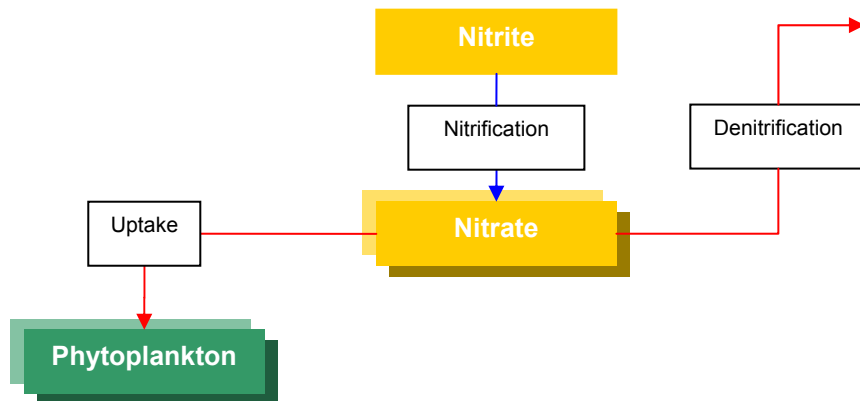 Nitrite
Nitrification
Denitrification
Uptake
Nitrate
Phytoplankton